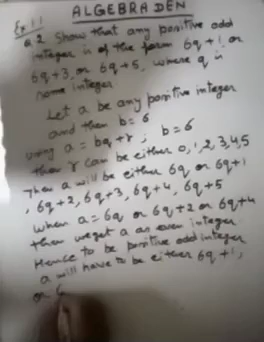 ALGEBRA DEN
Ex 1.1
Q.2 Show that any positive odd
integer is of the form 6q+1 or
6q+3, or 6q+5, where q is
some integer
Let a be any positive integer
and then b=6
using a = bq+r; b=6
then r can be either 0,1,2,3,4,5
Then a will be either 6q or 6q+1
, 6q+2, 6q+3, 6q+4, 6q+5
when a=6q or 6q+2 or 6q+4
then we get a as even integer.
Hence to be positive odd integer
a will have to be either 6q+1,
or 6